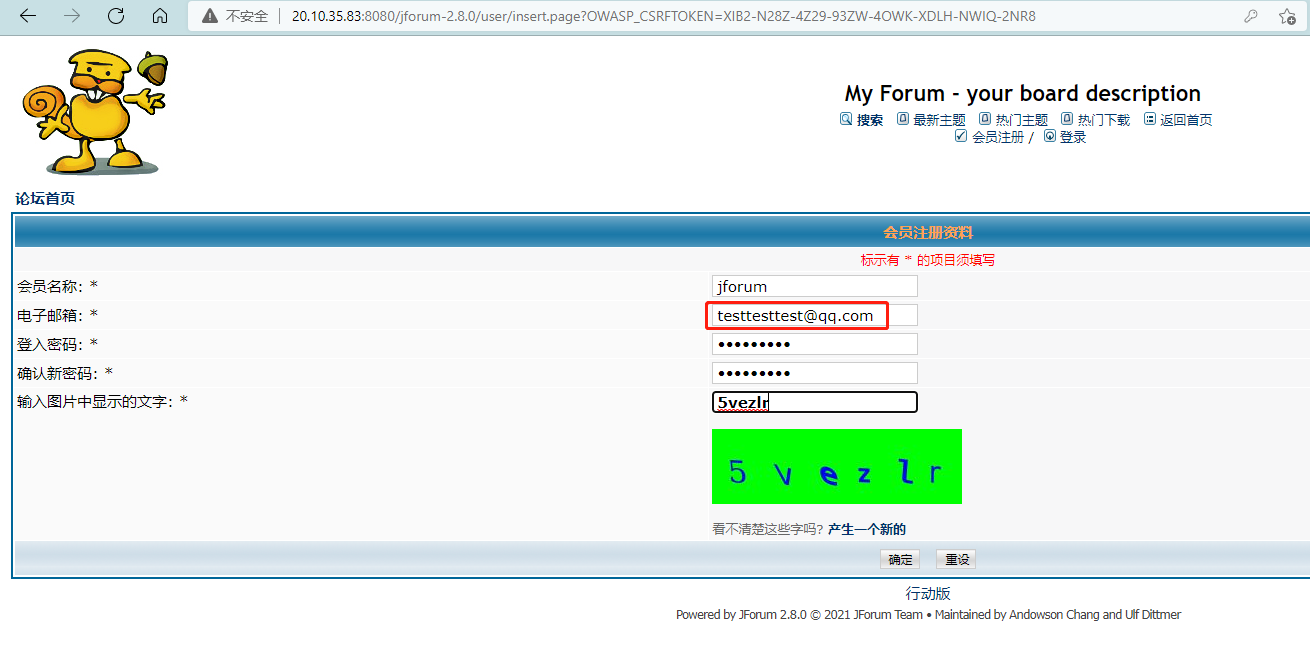 不安全 20.10.35.83:8080/jforum-2.8.0/user/insert.page?OWASP_CSRFTOKEN=XIB2-N28Z-4Z29-93ZW-4OWK-XDLH-NWIQ-2NR8
My Forum - your board description
搜索 最新主题 热门主题 热门下载 返回首页
会员注册 / 登录
论坛首页
会员注册资料
标示有 * 的项目须填写
会员名称: * jforum
电子邮箱: * testtesttest@qq.com
登入密码: * •••••••••
确认新密码: * •••••••••
输入图片中显示的文字: * 5vezlr
5 v e z l r
看不清楚这些字吗? 产生一个新的
确定 重设
行动版
Powered by JForum 2.8.0 © 2021 JForum Team • Maintained by Andowson Chang and Ulf Dittmer